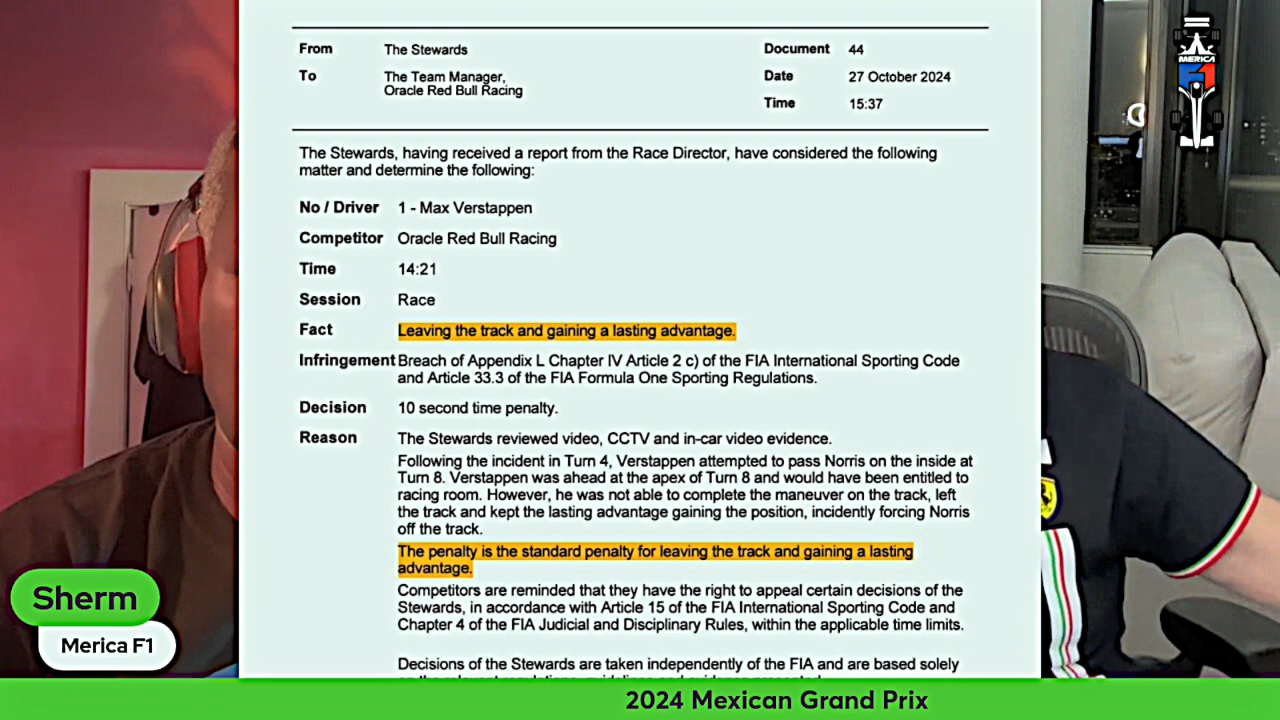 From The Stewards Document 44
To The Team Manager, Date 27 October 2024
Oracle Red Bull Racing
Time 15:37
The Stewards, having received a report from the Race Director, have considered the following
matter and determine the following:
No / Driver 1 - Max Verstappen
Competitor Oracle Red Bull Racing
Time 14:21
Session Race
Fact Leaving the track and gaining a lasting advantage.
Infringement Breach of Appendix L Chapter IV Article 2 c) of the FIA International Sporting Code
and Article 33.3 of the FIA Formula One Sporting Regulations.
Decision 10 second time penalty.
Reason The Stewards reviewed video, CCTV and in-car video evidence.
Following the incident in Turn 4, Verstappen attempted to pass Norris on the inside at
Turn 8. Verstappen was ahead at the apex of Turn 8 and would have been entitled to
racing room. However, he was not able to complete the maneuver on the track, left
the track and kept the lasting advantage gaining the position, incidently forcing Norris
off the track.
The penalty is the standard penalty for leaving the track and gaining a lasting
advantage.
Competitors are reminded that they have the right to appeal certain decisions of the
Stewards, in accordance with Article 15 of the FIA International Sporting Code and
Chapter 4 of the FIA Judicial and Disciplinary Rules, within the applicable time limits.
Decisions of the Stewards are taken independently of the FIA and are based solely
MERICA
F1
Sherm
Merica F1
2024 Mexican Grand Prix